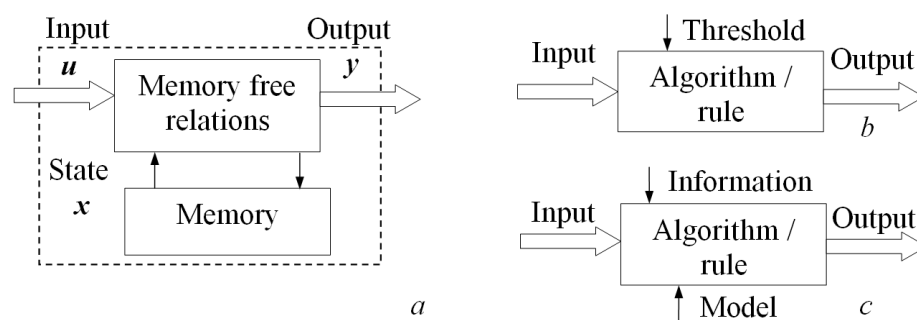 Input
u
Output
y
Memory free
relations
State
x
Memory
a
Threshold
Input
Algorithm /
rule
Output
b
Information
Input
Algorithm /
rule
Output
Model
c